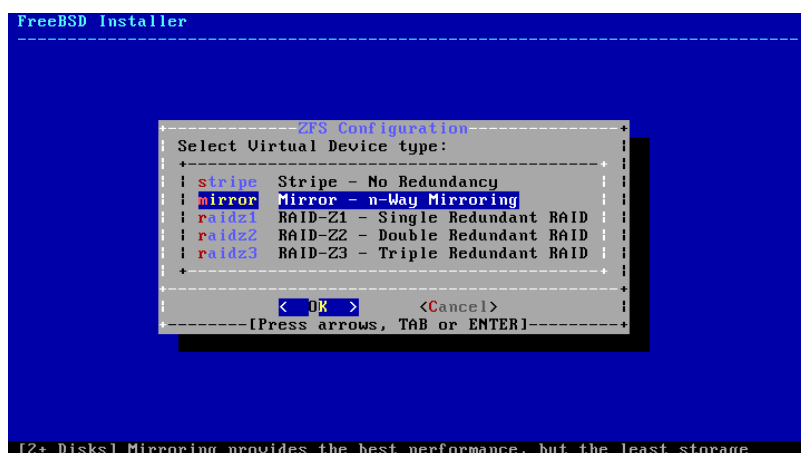 FreeBSD Installer
ZFS Configuration
Select Virtual Device type:
stripe Stripe - No Redundancy
mirror Mirror - n-Way Mirroring
raidz1 RAID-Z1 - Single Redundant RAID
raidz2 RAID-Z2 - Double Redundant RAID
raidz3 RAID-Z3 - Triple Redundant RAID
< OK > <Cancel>
[Press arrows, TAB or ENTER]
[2+ Disks] Mirroring provides the best performance, but the least storage.